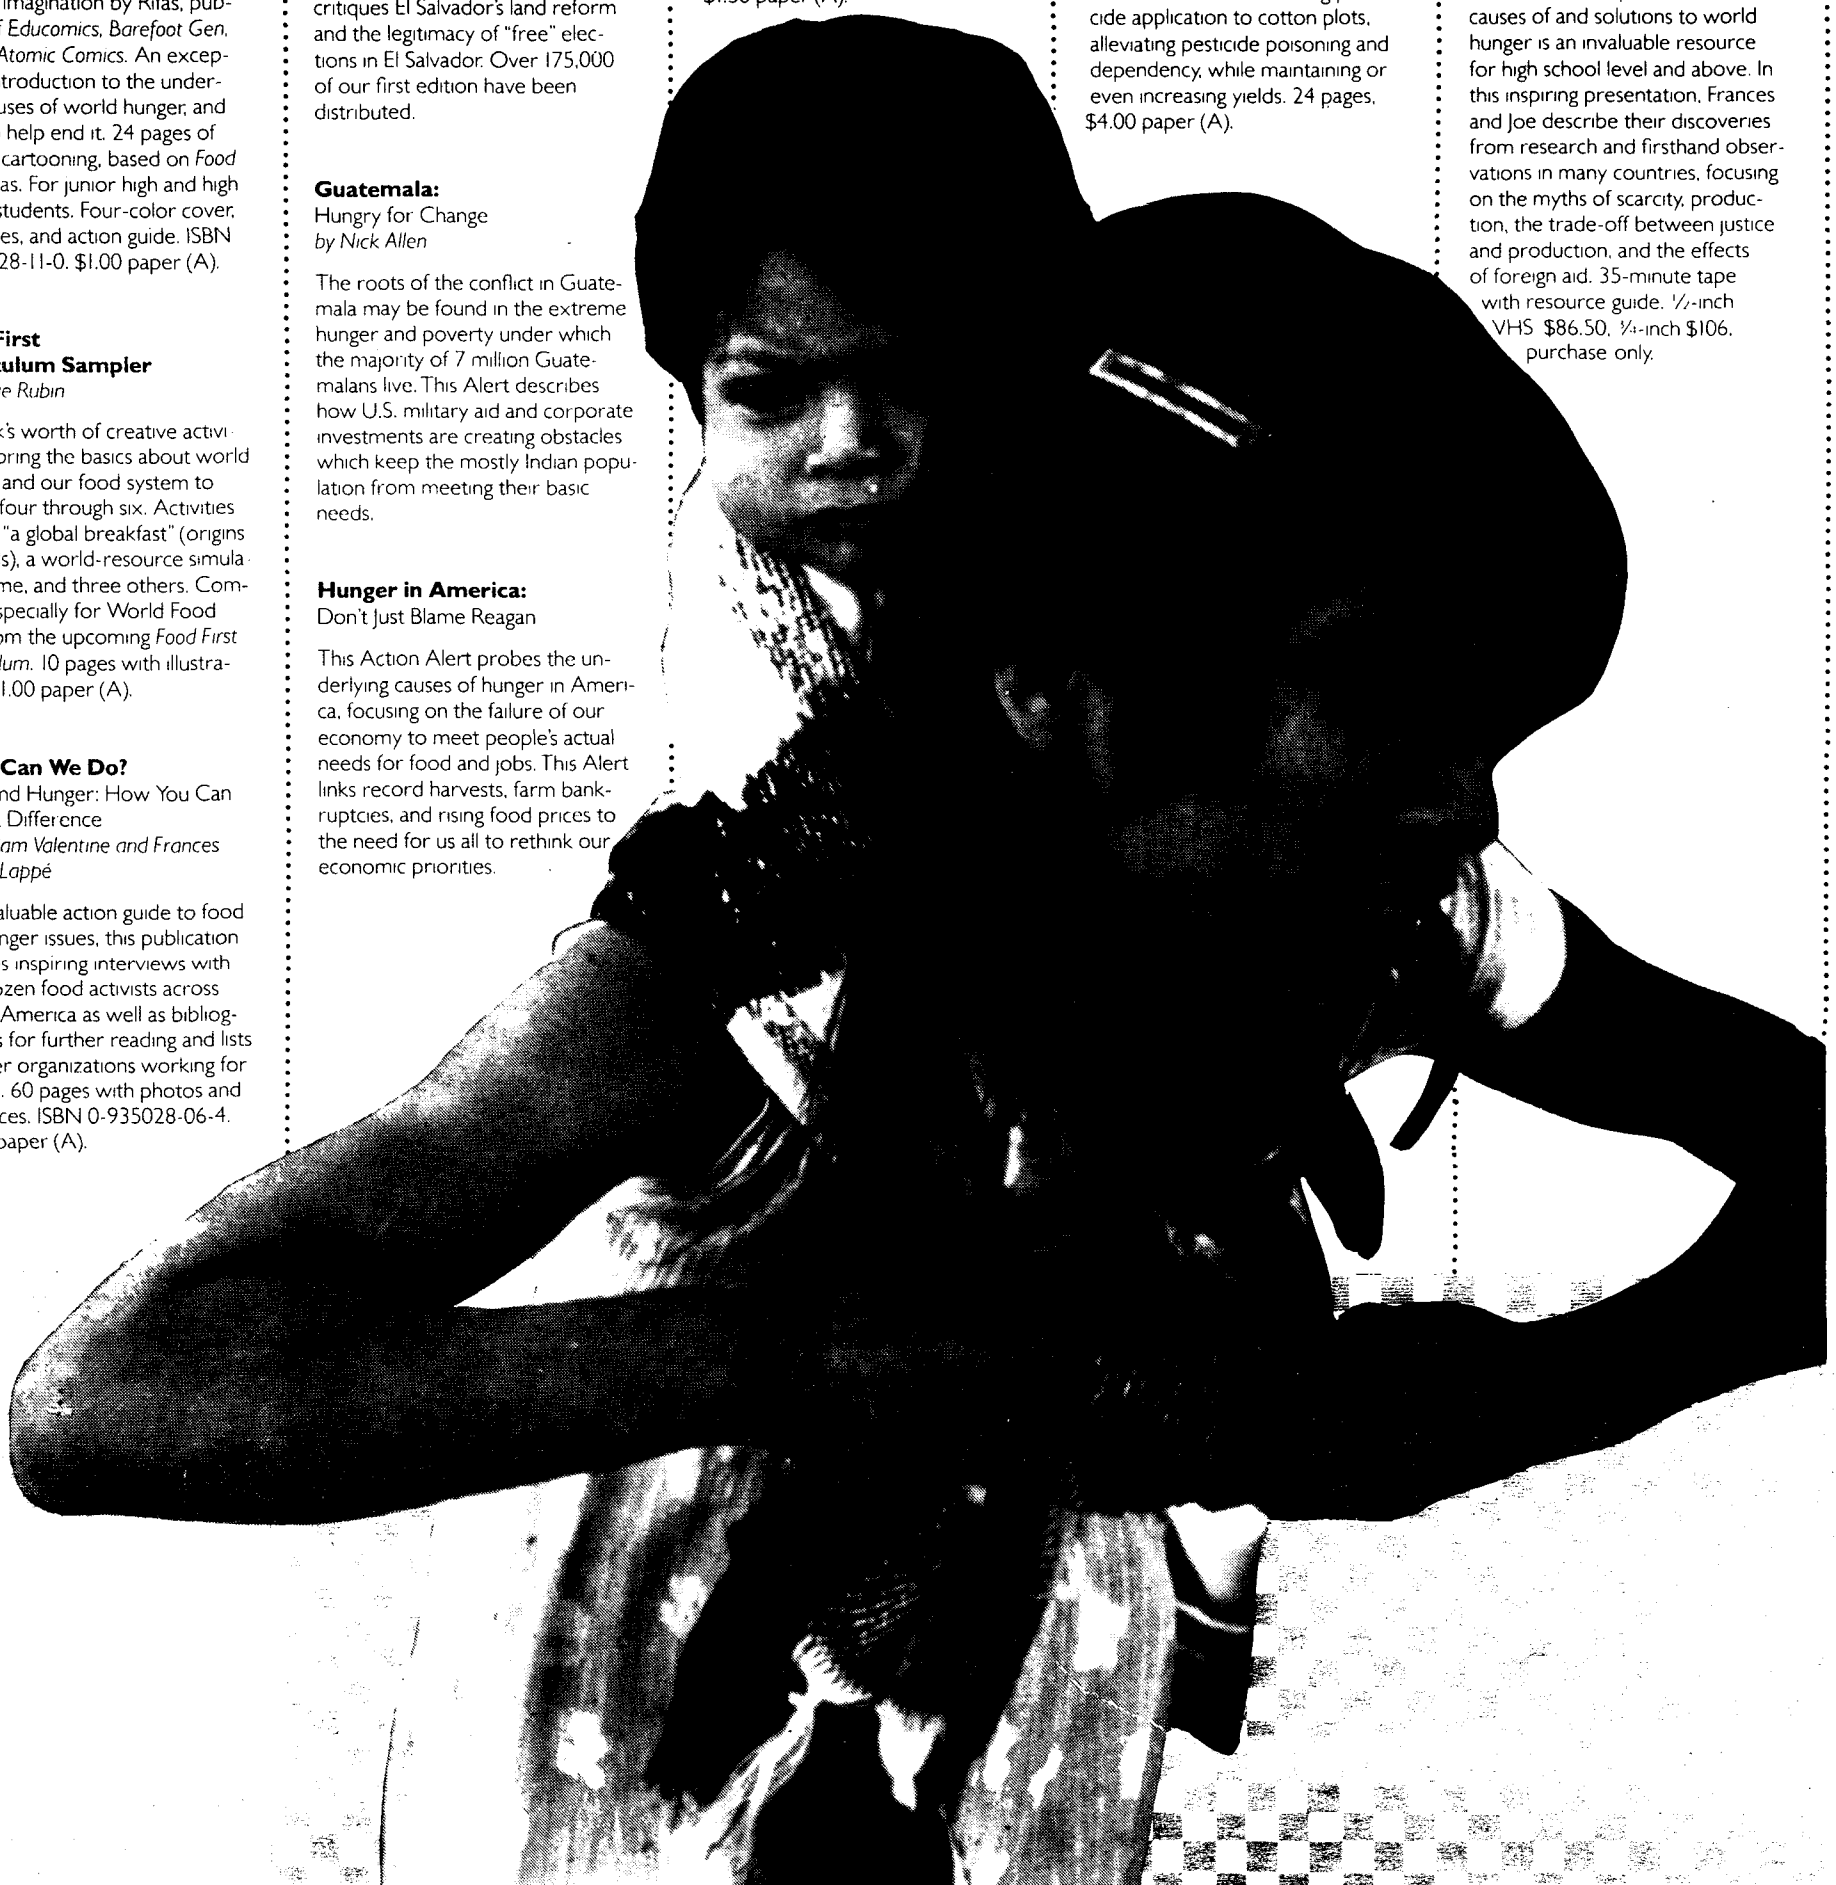 imagination by Rifas, pub-
Educomics, Barefoot Gen,
Atomic Comics. An excep-
troduction to the under-
uses of world hunger, and
help end it. 24 pages of
cartooning, based on Food
as. For junior high and high
students. Four-color cover,
es, and action guide. ISBN
28-11-0. $1.00 paper (A).
First
ulum Sampler
e Rubin
k's worth of creative activi-
oring the basics about world
and our food system to
four through six. Activities
"a global breakfast" (origins
s), a world-resource simula-
me, and three others. Com-
specially for World Food
om the upcoming Food First
lum. 10 pages with illustra-
1.00 paper (A).
Can We Do?
nd Hunger: How You Can
Difference
am Valentine and Frances
Lappé
aluable action guide to food
nger issues, this publication
s inspiring interviews with
ozen food activists across
America as well as bibliog-
s for further reading and lists
er organizations working for
. 60 pages with photos and
ces. ISBN 0-935028-06-4.
paper (A).
critiques El Salvador's land reform
and the legitimacy of "free" elec-
tions in El Salvador. Over 175,000
of our first edition have been
distributed.
Guatemala:
Hungry for Change
by Nick Allen
The roots of the conflict in Guate-
mala may be found in the extreme
hunger and poverty under which
the majority of 7 million Guate-
malans live. This Alert describes
how U.S. military aid and corporate
investments are creating obstacles
which keep the mostly Indian popu-
lation from meeting their basic
needs.
Hunger in America:
Don't Just Blame Reagan
This Action Alert probes the un-
derlying causes of hunger in Ameri-
ca, focusing on the failure of our
economy to meet people's actual
needs for food and jobs. This Alert
links record harvests, farm bank-
ruptcies, and rising food prices to
the need for us all to rethink our
economic priorities.
paper (A).
cide application to cotton plots,
alleviating pesticide poisoning and
dependency, while maintaining or
even increasing yields. 24 pages,
$4.00 paper (A).
causes of and solutions to world
hunger is an invaluable resource
for high school level and above. In
this inspiring presentation, Frances
and Joe describe their discoveries
from research and firsthand obser-
vations in many countries, focusing
on the myths of scarcity, produc-
tion, the trade-off between justice
and production, and the effects
of foreign aid. 35-minute tape
with resource guide. ½-inch
VHS $86.50, ¾-inch $106,
purchase only.